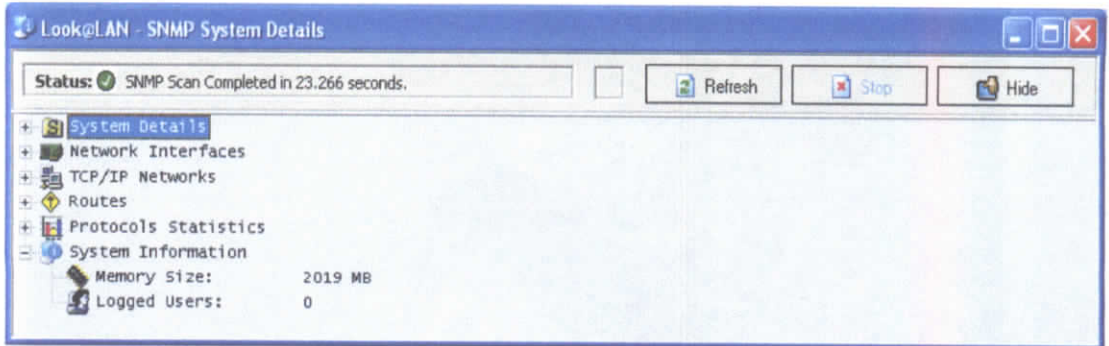 Look@LAN - SNMP System Details
Status: SNMP Scan Completed in 23.266 seconds.
Refresh
Stop
Hide
System Details
Network Interfaces
TCP/IP Networks
Routes
Protocols Statistics
System Information
Memory Size: 2019 MB
Logged Users: 0